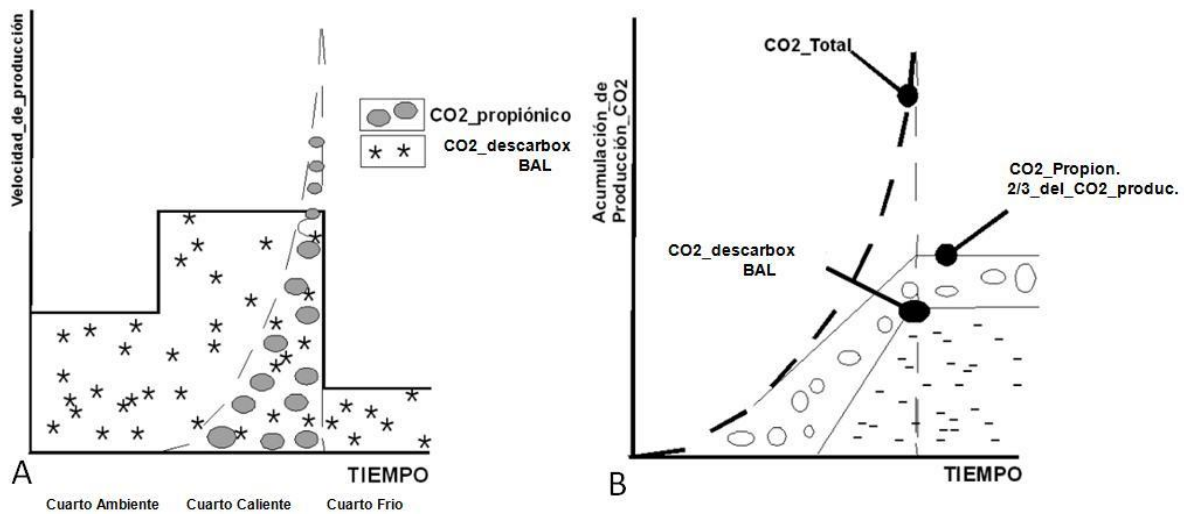 Velocidad_de_producción
CO2_propiónico
CO2_descarbox
BAL
TIEMPO
A
Cuarto Ambiente
Cuarto Caliente
Cuarto Frio
Acumulación_de
Producción_CO2
CO2_Total
CO2_Propion.
2/3_del_CO2_produc.
CO2_descarbox
BAL
TIEMPO
B